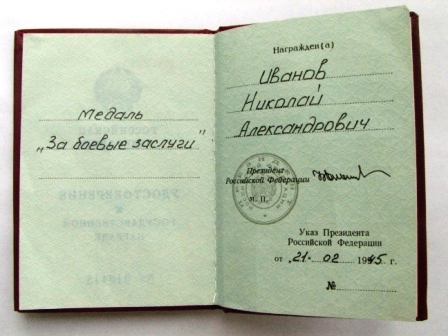 Медаль
„За боевые заслуги"
Награжден(а)
Иванов
Николай
Александрович
Президент
Российской Федерации
М. П.
Указ Президента
Российской Федерации
от „21" 02 1995 г.
№